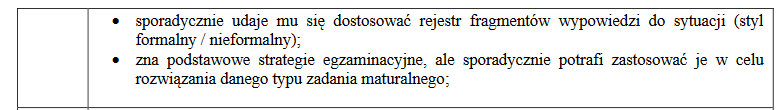 • sporadycznie udaje mu się dostosować rejestr fragmentów wypowiedzi do sytuacji (styl
formalny / nieformalny);
• zna podstawowe strategie egzaminacyjne, ale sporadycznie potrafi zastosować je w celu
rozwiązania danego typu zadania maturalnego;